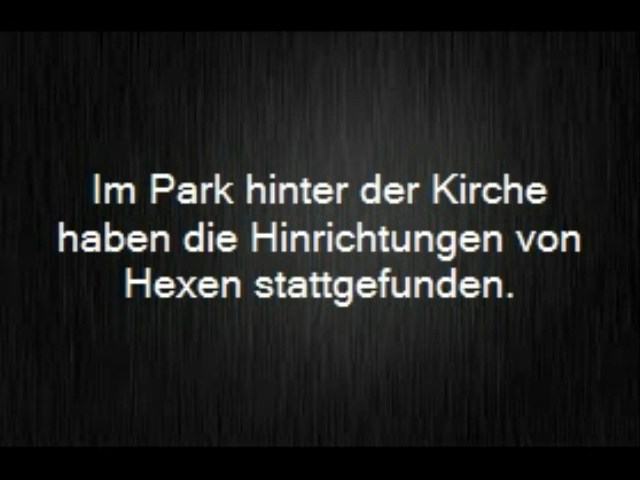 Im Park hinter der Kirche
haben die Hinrichtungen von
Hexen stattgefunden.